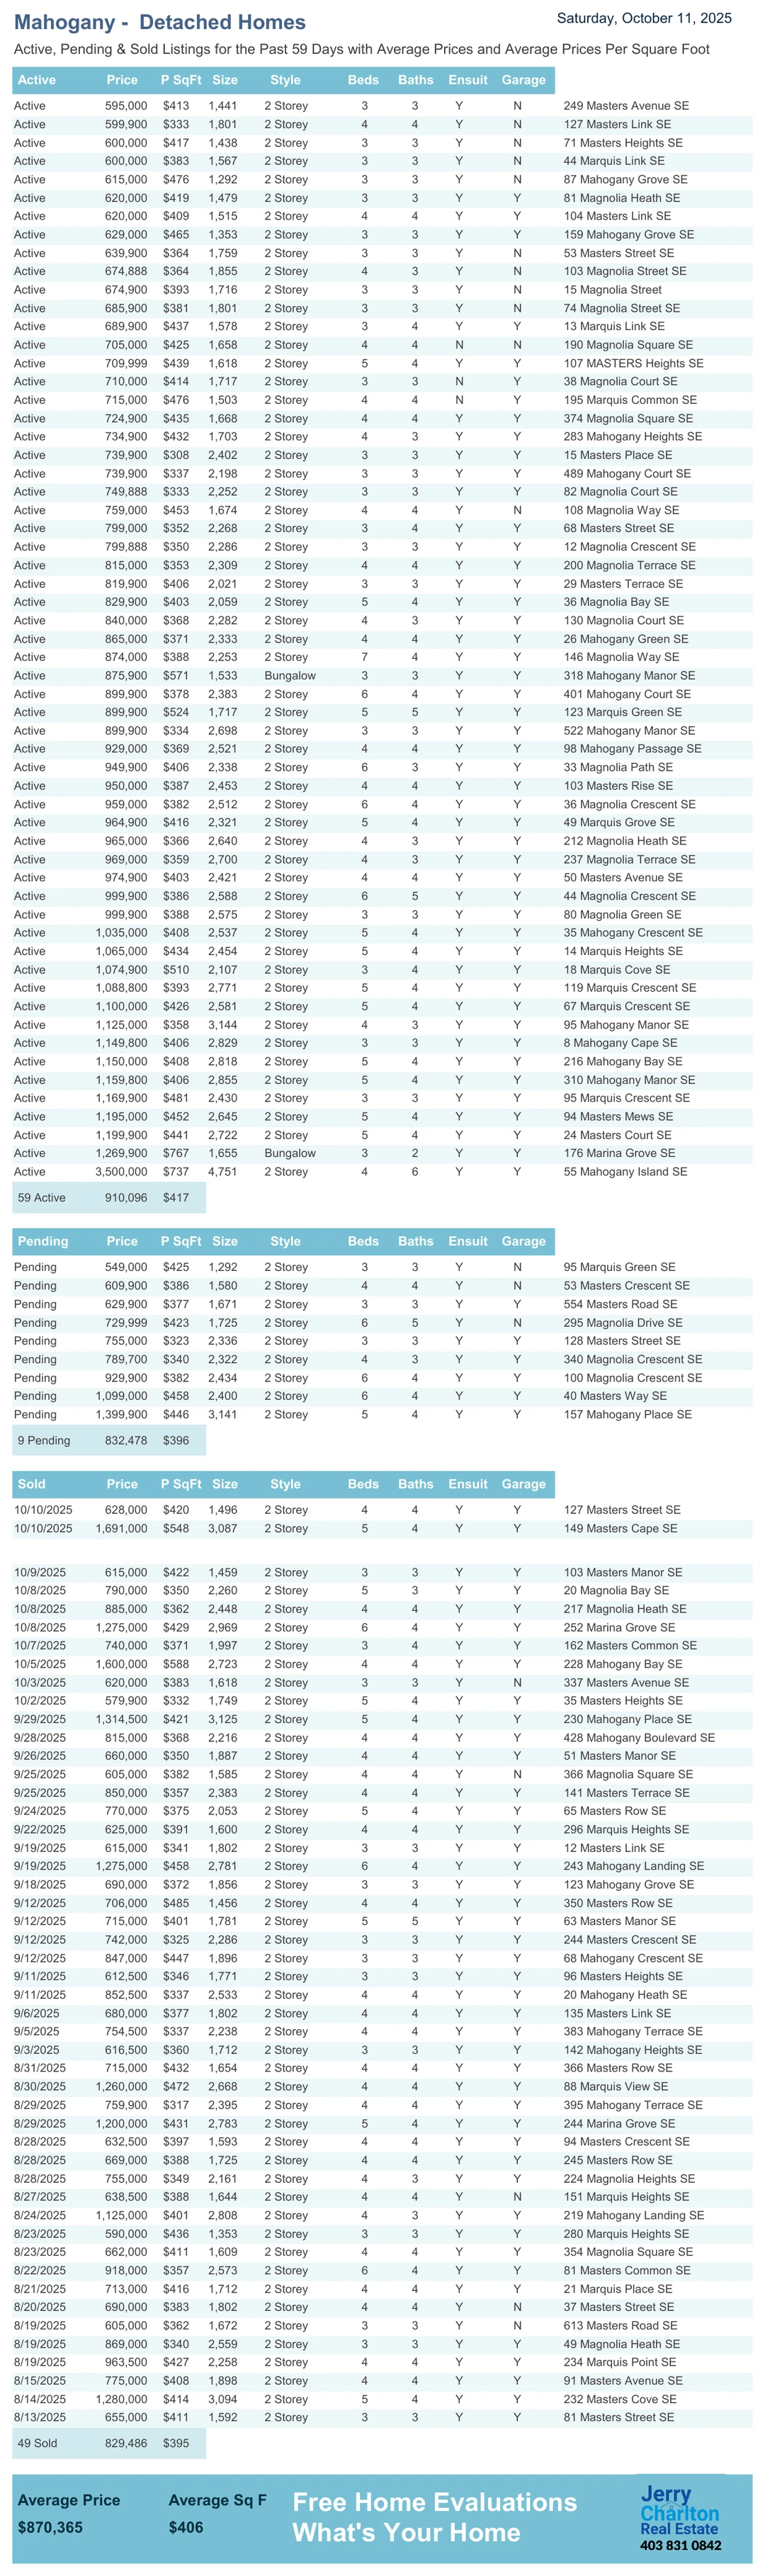 Mahogany - Detached Homes
Saturday, October 11, 2025
Active, Pending & Sold Listings for the Past 59 Days with Average Prices and Average Prices Per Square Foot
Active Price P SqFt Size Style Beds Baths Ensuit Garage
Active 595,000 $413 1,441 2 Storey 3 3 Y N 249 Masters Avenue SE
Active 599,900 $333 1,801 2 Storey 4 4 Y N 127 Masters Link SE
Active 600,000 $417 1,438 2 Storey 3 3 Y N 71 Masters Heights SE
Active 600,000 $383 1,567 2 Storey 3 3 Y N 44 Marquis Link SE
Active 615,000 $476 1,292 2 Storey 3 3 Y N 87 Mahogany Grove SE
Active 620,000 $419 1,479 2 Storey 3 3 Y Y 81 Magnolia Heath SE
Active 620,000 $409 1,515 2 Storey 4 4 Y Y 104 Masters Link SE
Active 629,000 $465 1,353 2 Storey 3 3 Y Y 159 Mahogany Grove SE
Active 639,900 $364 1,759 2 Storey 3 3 Y N 53 Masters Street SE
Active 674,888 $364 1,855 2 Storey 4 3 Y N 103 Magnolia Street SE
Active 674,900 $393 1,716 2 Storey 3 3 Y N 15 Magnolia Street
Active 685,900 $381 1,801 2 Storey 3 3 Y N 74 Magnolia Street SE
Active 689,900 $437 1,578 2 Storey 3 4 Y Y 13 Marquis Link SE
Active 705,000 $425 1,658 2 Storey 4 4 N N 190 Magnolia Square SE
Active 709,999 $439 1,618 2 Storey 5 4 Y Y 107 MASTERS Heights SE
Active 710,000 $414 1,717 2 Storey 3 3 N Y 38 Magnolia Court SE
Active 715,000 $476 1,503 2 Storey 4 4 N Y 195 Marquis Common SE
Active 724,900 $435 1,668 2 Storey 4 4 Y Y 374 Magnolia Square SE
Active 734,900 $432 1,703 2 Storey 4 3 Y Y 283 Mahogany Heights SE
Active 739,900 $308 2,402 2 Storey 3 3 Y Y 15 Masters Place SE
Active 739,900 $337 2,198 2 Storey 3 3 Y Y 489 Mahogany Court SE
Active 749,888 $333 2,252 2 Storey 3 3 Y Y 82 Magnolia Court SE
Active 759,000 $453 1,674 2 Storey 4 4 Y N 108 Magnolia Way SE
Active 799,000 $352 2,268 2 Storey 3 4 Y Y 68 Masters Street SE
Active 799,888 $350 2,286 2 Storey 3 3 Y Y 12 Magnolia Crescent SE
Active 815,000 $353 2,309 2 Storey 4 4 Y Y 200 Magnolia Terrace SE
Active 819,900 $406 2,021 2 Storey 3 3 Y Y 29 Masters Terrace SE
Active 829,900 $403 2,059 2 Storey 5 4 Y Y 36 Magnolia Bay SE
Active 840,000 $368 2,282 2 Storey 4 3 Y Y 130 Magnolia Court SE
Active 865,000 $371 2,333 2 Storey 4 4 Y Y 26 Mahogany Green SE
Active 874,000 $388 2,253 2 Storey 7 4 Y Y 146 Magnolia Way SE
Active 875,900 $571 1,533 Bungalow 3 3 Y Y 318 Mahogany Manor SE
Active 899,900 $378 2,383 2 Storey 6 4 Y Y 401 Mahogany Court SE
Active 899,900 $524 1,717 2 Storey 5 5 Y Y 123 Marquis Green SE
Active 899,900 $334 2,698 2 Storey 3 3 Y Y 522 Mahogany Manor SE
Active 929,000 $369 2,521 2 Storey 4 4 Y Y 98 Mahogany Passage SE
Active 949,900 $406 2,338 2 Storey 6 3 Y Y 33 Magnolia Path SE
Active 950,000 $387 2,453 2 Storey 4 4 Y Y 103 Masters Rise SE
Active 959,000 $382 2,512 2 Storey 6 4 Y Y 36 Magnolia Crescent SE
Active 964,900 $416 2,321 2 Storey 5 4 Y Y 49 Marquis Grove SE
Active 965,000 $366 2,640 2 Storey 4 3 Y Y 212 Magnolia Heath SE
Active 969,000 $359 2,700 2 Storey 4 3 Y Y 237 Magnolia Terrace SE
Active 974,900 $403 2,421 2 Storey 4 4 Y Y 50 Masters Avenue SE
Active 999,900 $386 2,588 2 Storey 6 5 Y Y 44 Magnolia Crescent SE
Active 999,900 $388 2,575 2 Storey 3 3 Y Y 80 Magnolia Green SE
Active 1,035,000 $408 2,537 2 Storey 5 4 Y Y 35 Mahogany Crescent SE
Active 1,065,000 $434 2,454 2 Storey 5 4 Y Y 14 Marquis Heights SE
Active 1,074,900 $510 2,107 2 Storey 3 4 Y Y 18 Marquis Cove SE
Active 1,088,800 $393 2,771 2 Storey 5 4 Y Y 119 Marquis Crescent SE
Active 1,100,000 $426 2,581 2 Storey 5 4 Y Y 67 Marquis Crescent SE
Active 1,125,000 $358 3,144 2 Storey 4 3 Y Y 95 Mahogany Manor SE
Active 1,149,800 $406 2,829 2 Storey 3 3 Y Y 8 Mahogany Cape SE
Active 1,150,000 $408 2,818 2 Storey 5 4 Y Y 216 Mahogany Bay SE
Active 1,159,800 $406 2,855 2 Storey 5 4 Y Y 310 Mahogany Manor SE
Active 1,169,900 $481 2,430 2 Storey 3 3 Y Y 95 Marquis Crescent SE
Active 1,195,000 $452 2,645 2 Storey 5 4 Y Y 94 Masters Mews SE
Active 1,199,900 $441 2,722 2 Storey 5 4 Y Y 24 Masters Court SE
Active 1,269,900 $767 1,655 Bungalow 3 2 Y Y 176 Marina Grove SE
Active 3,500,000 $737 4,751 2 Storey 4 6 Y Y 55 Mahogany Island SE
59 Active 910,096 $417
Pending Price P SqFt Size Style Beds Baths Ensuit Garage
Pending 549,000 $425 1,292 2 Storey 3 3 Y N 95 Marquis Green SE
Pending 609,900 $386 1,580 2 Storey 4 4 Y N 53 Masters Crescent SE
Pending 629,900 $377 1,671 2 Storey 3 3 Y Y 554 Masters Road SE
Pending 729,999 $423 1,725 2 Storey 6 5 Y N 295 Magnolia Drive SE
Pending 755,000 $323 2,336 2 Storey 3 3 Y Y 128 Masters Street SE
Pending 789,700 $340 2,322 2 Storey 4 3 Y Y 340 Magnolia Crescent SE
Pending 929,900 $382 2,434 2 Storey 6 4 Y Y 100 Magnolia Crescent SE
Pending 1,099,000 $458 2,400 2 Storey 6 4 Y Y 40 Masters Way SE
Pending 1,399,900 $446 3,141 2 Storey 5 4 Y Y 157 Mahogany Place SE
9 Pending 832,478 $396
Sold Price P SqFt Size Style Beds Baths Ensuit Garage
10/10/2025 628,000 $420 1,496 2 Storey 4 4 Y Y 127 Masters Street SE
10/10/2025 1,691,000 $548 3,087 2 Storey 5 4 Y Y 149 Masters Cape SE
10/9/2025 615,000 $422 1,459 2 Storey 3 3 Y Y 103 Masters Manor SE
10/8/2025 790,000 $350 2,260 2 Storey 5 3 Y Y 20 Magnolia Bay SE
10/8/2025 885,000 $362 2,448 2 Storey 4 4 Y Y 217 Magnolia Heath SE
10/8/2025 1,275,000 $429 2,969 2 Storey 6 4 Y Y 252 Marina Grove SE
10/7/2025 740,000 $371 1,997 2 Storey 3 4 Y Y 162 Masters Common SE
10/5/2025 1,600,000 $588 2,723 2 Storey 4 4 Y Y 228 Mahogany Bay SE
10/3/2025 620,000 $383 1,618 2 Storey 3 3 Y N 337 Masters Avenue SE
10/2/2025 579,900 $332 1,749 2 Storey 5 4 Y Y 35 Masters Heights SE
9/29/2025 1,314,500 $421 3,125 2 Storey 5 4 Y Y 230 Mahogany Place SE
9/28/2025 815,000 $368 2,216 2 Storey 4 4 Y Y 428 Mahogany Boulevard SE
9/26/2025 660,000 $350 1,887 2 Storey 4 4 Y Y 51 Masters Manor SE
9/25/2025 605,000 $382 1,585 2 Storey 4 4 Y N 366 Magnolia Square SE
9/25/2025 850,000 $357 2,383 2 Storey 4 4 Y Y 141 Masters Terrace SE
9/24/2025 770,000 $375 2,053 2 Storey 5 4 Y Y 65 Masters Row SE
9/22/2025 625,000 $391 1,600 2 Storey 4 4 Y Y 296 Marquis Heights SE
9/19/2025 615,000 $341 1,802 2 Storey 3 3 Y Y 12 Masters Link SE
9/19/2025 1,275,000 $458 2,781 2 Storey 6 4 Y Y 243 Mahogany Landing SE
9/18/2025 690,000 $372 1,856 2 Storey 3 3 Y Y 123 Mahogany Grove SE
9/12/2025 706,000 $485 1,456 2 Storey 4 4 Y Y 350 Masters Row SE
9/12/2025 715,000 $401 1,781 2 Storey 5 5 Y Y 63 Masters Manor SE
9/12/2025 742,000 $325 2,286 2 Storey 3 3 Y Y 244 Masters Crescent SE
9/12/2025 847,000 $447 1,896 2 Storey 3 3 Y Y 68 Mahogany Crescent SE
9/11/2025 612,500 $346 1,771 2 Storey 3 3 Y Y 96 Masters Heights SE
9/11/2025 852,500 $337 2,533 2 Storey 4 4 Y Y 20 Mahogany Heath SE
9/6/2025 680,000 $377 1,802 2 Storey 4 4 Y Y 135 Masters Link SE
9/5/2025 754,500 $337 2,238 2 Storey 4 4 Y Y 383 Mahogany Terrace SE
9/3/2025 616,500 $360 1,712 2 Storey 3 3 Y Y 142 Mahogany Heights SE
8/31/2025 715,000 $432 1,654 2 Storey 4 4 Y Y 366 Masters Row SE
8/30/2025 1,260,000 $472 2,668 2 Storey 4 4 Y Y 88 Marquis View SE
8/29/2025 759,900 $317 2,395 2 Storey 4 4 Y Y 395 Mahogany Terrace SE
8/29/2025 1,200,000 $431 2,783 2 Storey 5 4 Y Y 244 Marina Grove SE
8/28/2025 632,500 $397 1,593 2 Storey 4 4 Y Y 94 Masters Crescent SE
8/28/2025 669,000 $388 1,725 2 Storey 4 4 Y Y 245 Masters Row SE
8/28/2025 755,000 $349 2,161 2 Storey 4 3 Y Y 224 Magnolia Heights SE
8/27/2025 638,500 $388 1,644 2 Storey 4 4 Y N 151 Marquis Heights SE
8/24/2025 1,125,000 $401 2,808 2 Storey 4 3 Y Y 219 Mahogany Landing SE
8/23/2025 590,000 $436 1,353 2 Storey 3 3 Y Y 280 Marquis Heights SE
8/23/2025 662,000 $411 1,609 2 Storey 4 4 Y Y 354 Magnolia Square SE
8/22/2025 918,000 $357 2,573 2 Storey 6 4 Y Y 81 Masters Common SE
8/21/2025 713,000 $416 1,712 2 Storey 4 4 Y Y 21 Marquis Place SE
8/20/2025 690,000 $383 1,802 2 Storey 4 4 Y N 37 Masters Street SE
8/19/2025 605,000 $362 1,672 2 Storey 3 3 Y N 613 Masters Road SE
8/19/2025 869,000 $340 2,559 2 Storey 3 3 Y Y 49 Magnolia Heath SE
8/19/2025 963,500 $427 2,258 2 Storey 4 4 Y Y 234 Marquis Point SE
8/15/2025 775,000 $408 1,898 2 Storey 4 4 Y Y 91 Masters Avenue SE
8/14/2025 1,280,000 $414 3,094 2 Storey 5 4 Y Y 232 Masters Cove SE
8/13/2025 655,000 $411 1,592 2 Storey 3 3 Y Y 81 Masters Street SE
49 Sold 829,486 $395
Average Price Average Sq F
$870,365 $406
Free Home Evaluations
What's Your Home
Jerry
Charlton
Real Estate
403 831 0842